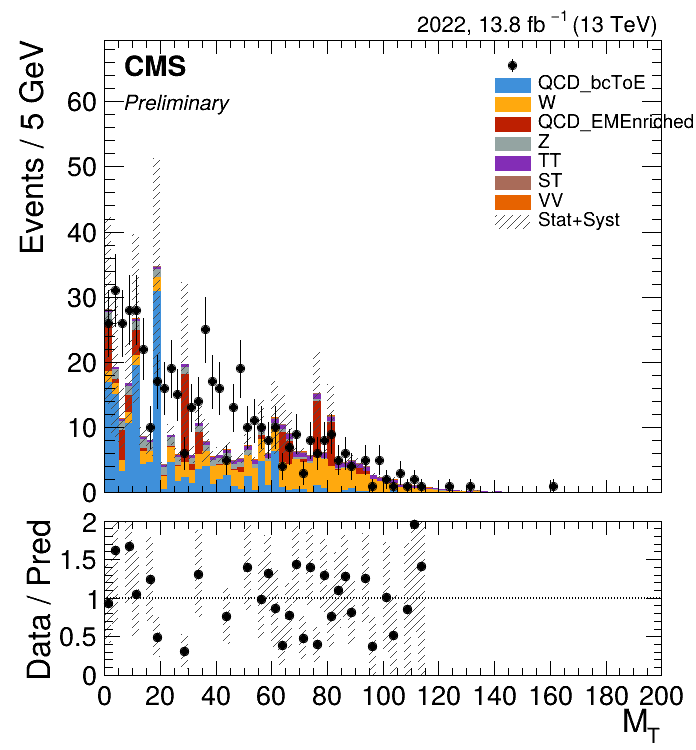 2022, 13.8 fb⁻¹ (13 TeV)
Events / 5 GeV
CMS
Preliminary
QCD_bcToE
W
QCD_EMEnriched
Z
TT
ST
VV
Stat+Syst
60
50
40
30
20
10
0
Data / Pred
2
1.5
1
0.5
0
0 20 40 60 80 100 120 140 160 180 200
M_T